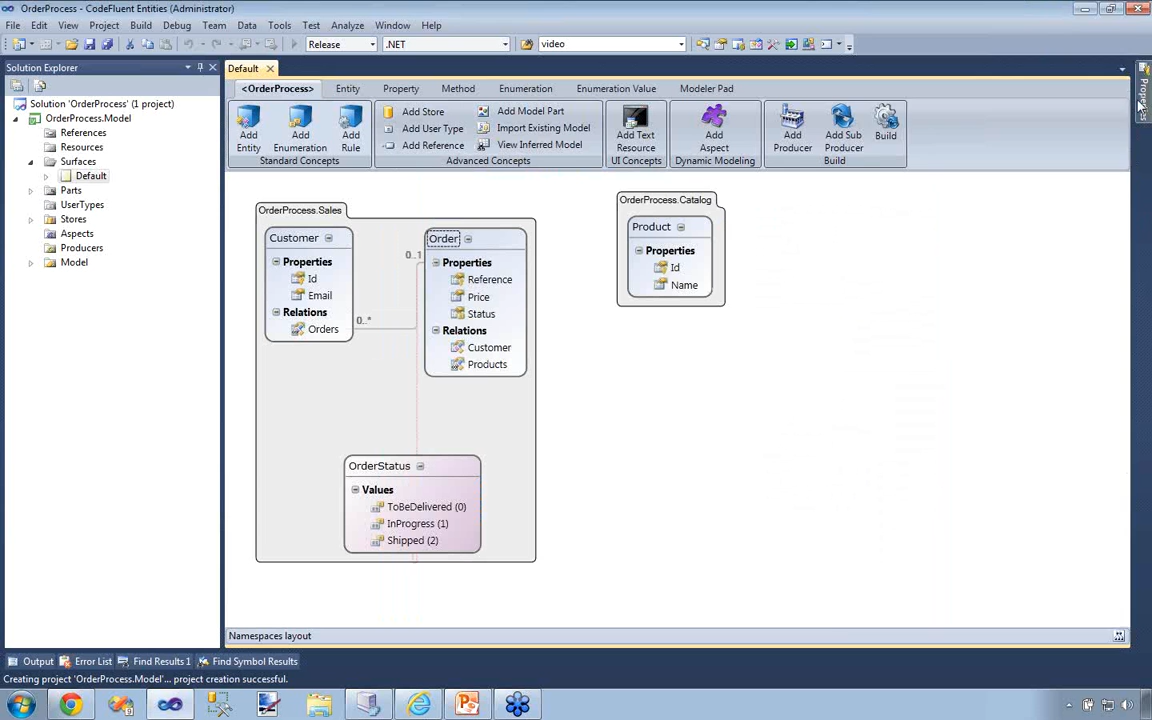 OrderProcess - CodeFluent Entities (Administrator)
File Edit View Project Build Debug Team Data Tools Test Analyze Window Help
Release .NET video
Solution Explorer
Default
Properties
Solution 'OrderProcess' (1 project)
OrderProcess.Model
References
Resources
Surfaces
Default
Parts
UserTypes
Stores
Aspects
Producers
Model
<OrderProcess> Entity Property Method Enumeration Enumeration Value Modeler Pad
Add Entity
Add Enumeration
Add Rule
Standard Concepts
Add Store
Add User Type
Add Reference
Add Model Part
Import Existing Model
View Inferred Model
Advanced Concepts
Add Text Resource
UI Concepts
Add Aspect
Dynamic Modeling
Add Producer
Add Sub Producer
Build
Build
OrderProcess.Sales
Customer
Properties
Id
Email
Relations
Orders
0..1
0..*
Order
Properties
Reference
Price
Status
Relations
Customer
Products
OrderStatus
Values
ToBeDelivered (0)
InProgress (1)
Shipped (2)
OrderProcess.Catalog
Product
Properties
Id
Name
Namespaces layout
Output Error List Find Results 1 Find Symbol Results
Creating project 'OrderProcess.Model'... project creation successful.